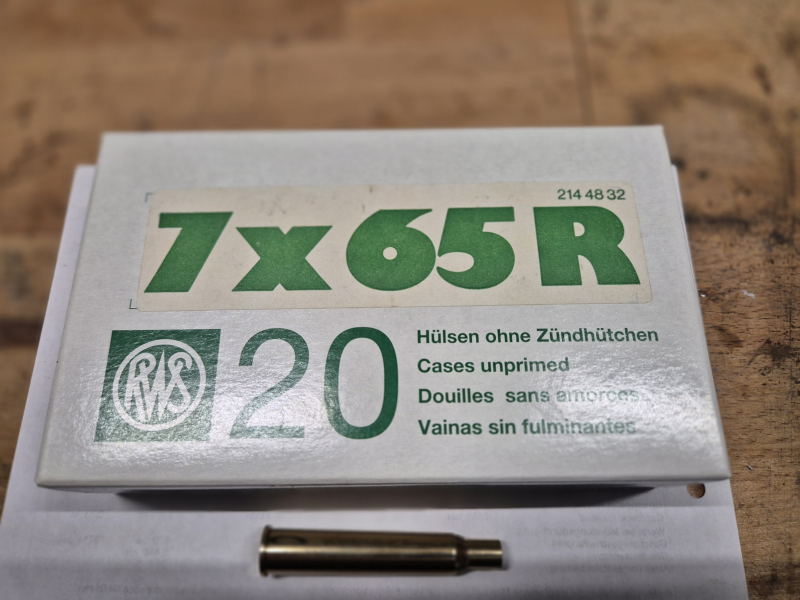 214 48 32
7x65R
RWS
20
Hülsen ohne Zündhütchen
Cases unprimed
Douilles sans amorces
Vainas sin fulminantes